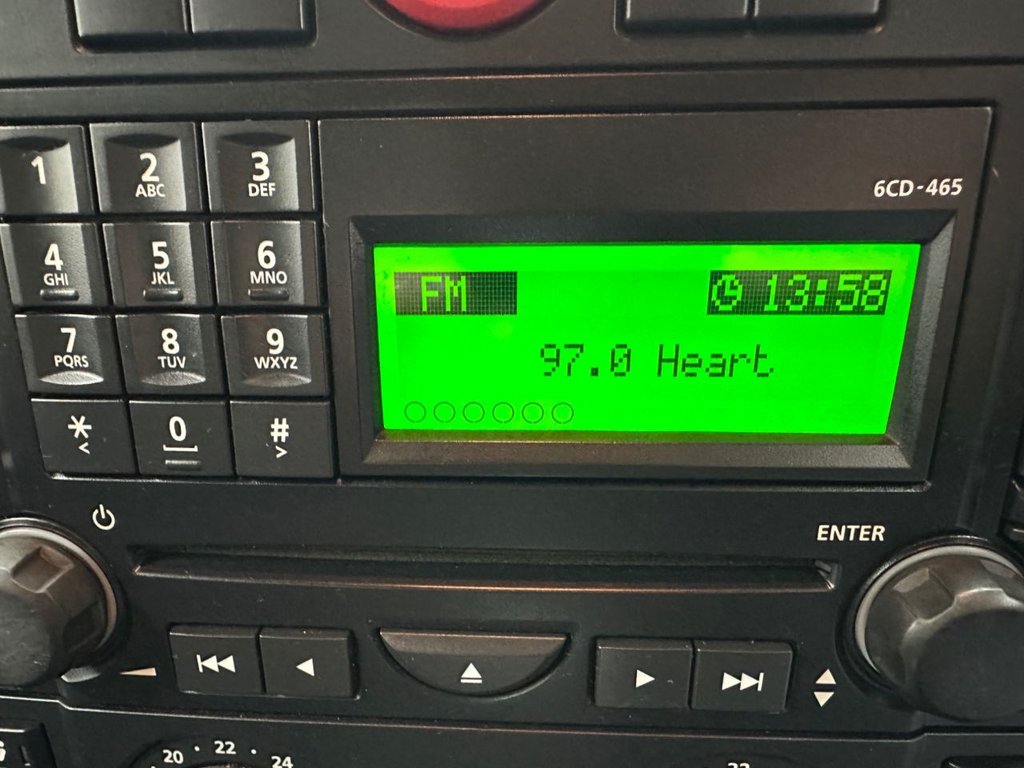 1 2 3
ABC DEF
4 5 6
GHI JKL MNO
7 8 9
PQRS TUV WXYZ
* 0 #
< >
6CD-465
FM 13:58
97.0 Heart
ENTER
20 · 22 · 24
22